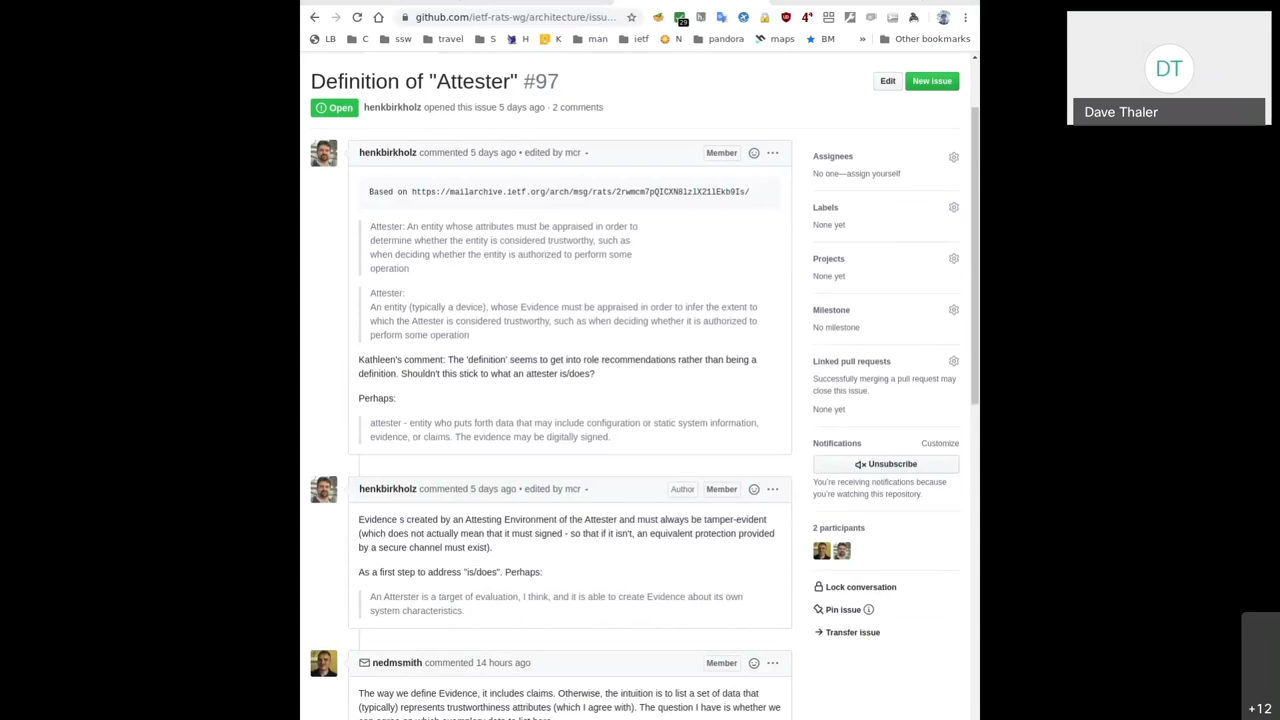 github.com/ietf-rats-wg/architecture/issu...
29
4
LB
C
ssw
travel
S
H
K
man
ietf
N
pandora
maps
BM
»
Other bookmarks
Definition of "Attester" #97
Edit
New issue
Open
henkbirkholz opened this issue 5 days ago · 2 comments
henkbirkholz commented 5 days ago • edited by mcr
Member
Based on https://mailarchive.ietf.org/arch/msg/rats/2rwmcm7pQICXN8lzlX21lEkb9Is/
Attester: An entity whose attributes must be appraised in order to
determine whether the entity is considered trustworthy, such as
when deciding whether the entity is authorized to perform some
operation
Attester:
An entity (typically a device), whose Evidence must be appraised in order to infer the extent to
which the Attester is considered trustworthy, such as when deciding whether it is authorized to
perform some operation
Kathleen's comment: The 'definition' seems to get into role recommendations rather than being a
definition. Shouldn't this stick to what an attester is/does?
Perhaps:
attester - entity who puts forth data that may include configuration or static system information,
evidence, or claims. The evidence may be digitally signed.
henkbirkholz commented 5 days ago • edited by mcr
Author
Member
Evidence s created by an Attesting Environment of the Attester and must always be tamper-evident
(which does not actually mean that it must signed - so that if it isn't, an equivalent protection provided
by a secure channel must exist).
As a first step to address "is/does". Perhaps:
An Atterster is a target of evaluation, I think, and it is able to create Evidence about its own
system characteristics.
nedmsmith commented 14 hours ago
Member
The way we define Evidence, it includes claims. Otherwise, the intuition is to list a set of data that
(typically) represents trustworthiness attributes (which I agree with). The question I have is whether we
Assignees
No one—assign yourself
Labels
None yet
Projects
None yet
Milestone
No milestone
Linked pull requests
Successfully merging a pull request may
close this issue.
None yet
Notifications
Customize
Unsubscribe
You're receiving notifications because
you're watching this repository.
2 participants
Lock conversation
Pin issue
Transfer issue
DT
Dave Thaler
+12